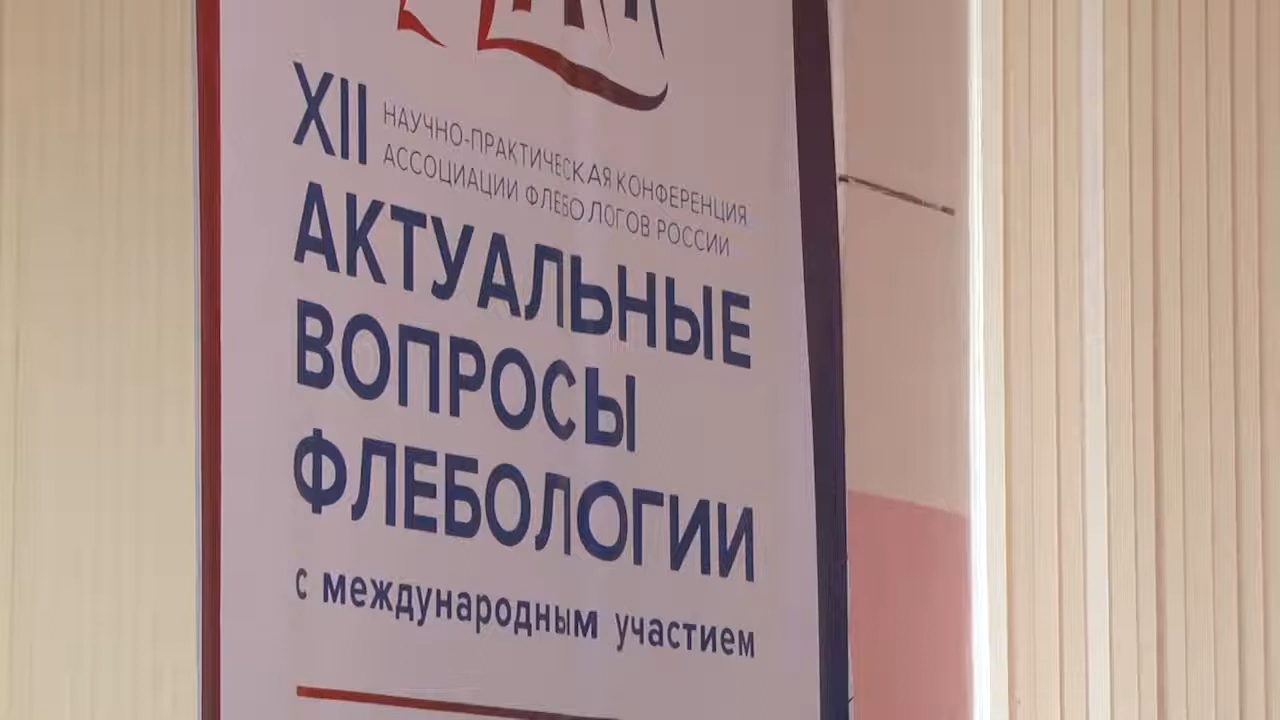 XII
НАУЧНО-ПРАКТИЧЕСКАЯ КОНФЕРЕНЦИЯ
АССОЦИАЦИИ ФЛЕБОЛОГОВ РОССИИ
АКТУАЛЬНЫЕ
ВОПРОСЫ
ФЛЕБОЛОГИИ
с международным участием